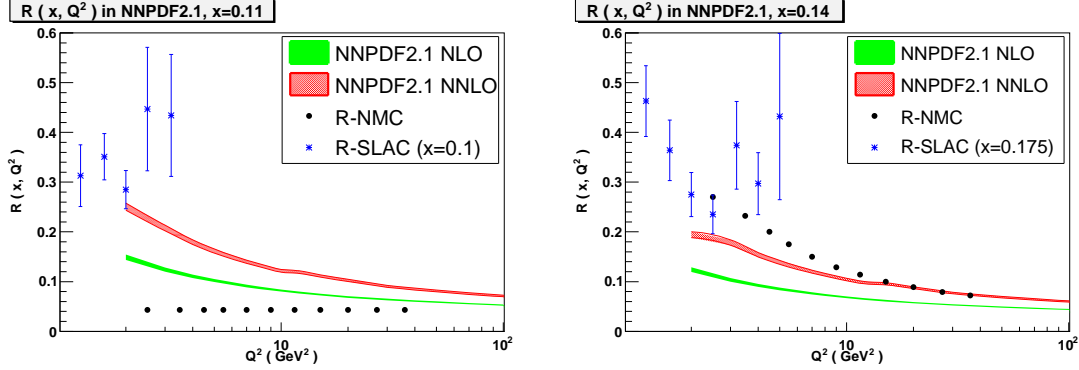 R ( x, Q² ) in NNPDF2.1, x=0.11
0.6
0.5
0.4
0.3
0.2
0.1
0
R ( x, Q² )
NNPDF2.1 NLO
NNPDF2.1 NNLO
R-NMC
R-SLAC (x=0.1)
10
10²
Q² ( GeV² )
R ( x, Q² ) in NNPDF2.1, x=0.14
0.6
0.5
0.4
0.3
0.2
0.1
0
R ( x, Q² )
NNPDF2.1 NLO
NNPDF2.1 NNLO
R-NMC
R-SLAC (x=0.175)
10
10²
Q² ( GeV² )